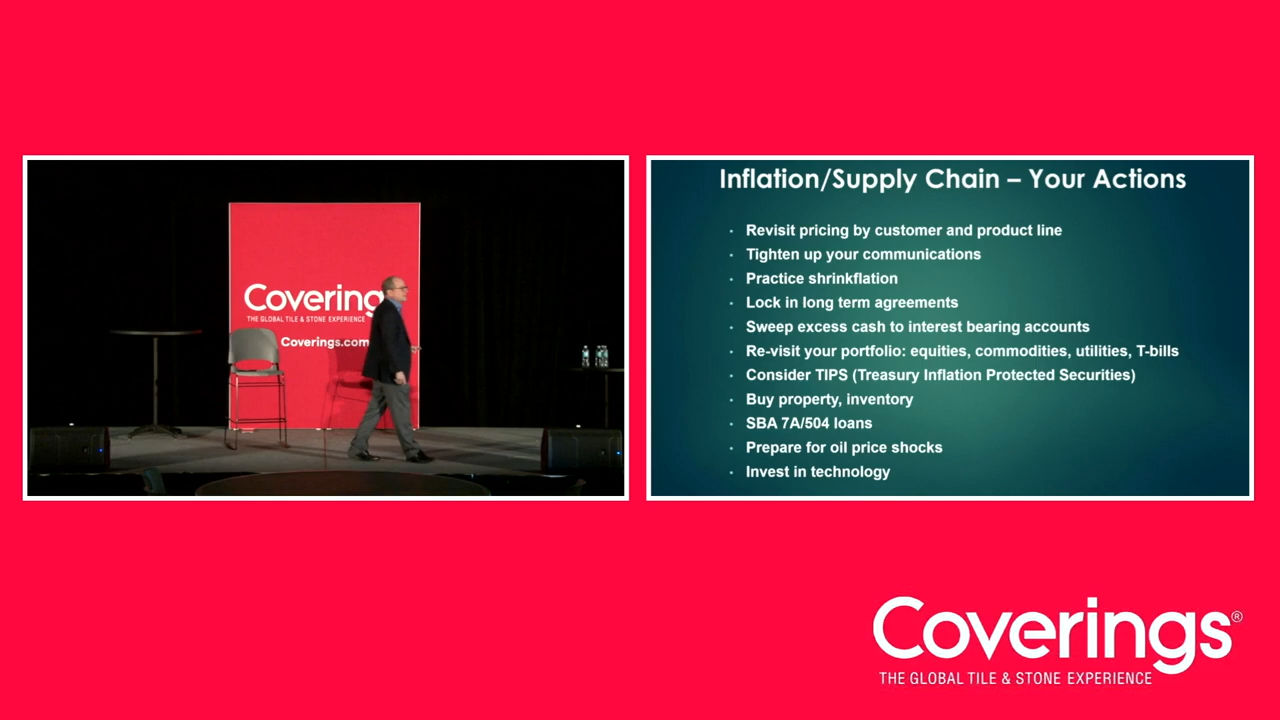 Covering
THE GLOBAL TILE & STONE EXPERIENCE
Coverings.com
Inflation/Supply Chain – Your Actions
· Revisit pricing by customer and product line
· Tighten up your communications
· Practice shrinkflation
· Lock in long term agreements
· Sweep excess cash to interest bearing accounts
· Re-visit your portfolio: equities, commodities, utilities, T-bills
· Consider TIPS (Treasury Inflation Protected Securities)
· Buy property, inventory
· SBA 7A/504 loans
· Prepare for oil price shocks
· Invest in technology
Coverings®
THE GLOBAL TILE & STONE EXPERIENCE